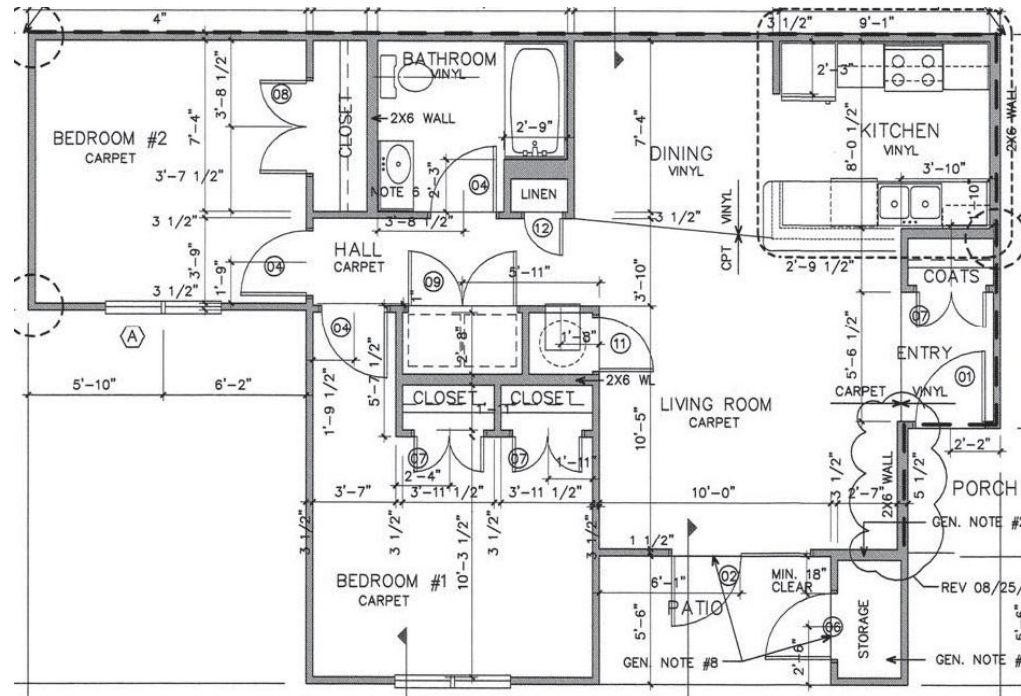 4"
3 1/2"
9'-1"
BATHROOM
VINYL
3'-8 1/2"
08
CLOSET
2'-3"
2X6 WALL
BEDROOM #2
CARPET
7'-4"
2X6 WALL
2'-9"
7'-4"
DINING
VINYL
8'-0 1/2"
KITCHEN
VINYL
3'-7 1/2"
NOTE 6
2'-3"
04
LINEN
3'-10"
3 1/2"
3'-8 1/2"
12
3 1/2"
VINYL
CPT
HALL
CARPET
3'-9"
1'-9"
04
09
5'-11"
3'-10"
2'-9 1/2"
COATS
3 1/2"
1"
07
A
04
2'-8"
1'-8"
11
5'-6 1/2"
ENTRY
5'-10"
6'-2"
5'-7 1/2"
2X6 WL
01
1'-9 1/2"
CLOSET
CLOSET
LIVING ROOM
CARPET
CARPET
VINYL
10'-5"
07
07
2'-4"
1'-11"
2X6 WALL
2'-2"
3'-7"
3'-11 1/2"
3'-11 1/2"
10'-0"
3 1/2"
2'-7"
5 1/2"
PORCH
3 1/2"
3 1/2"
3 1/2"
3 1/2"
GEN. NOTE #
1 1/2"
BEDROOM #1
CARPET
10'-3 1/2"
6'-1"
02
MIN. 18"
CLEAR
REV 08/25/
PATIO
5'-6"
06
STORAGE
5'-6"
GEN. NOTE #8
2'-6"
GEN. NOTE #